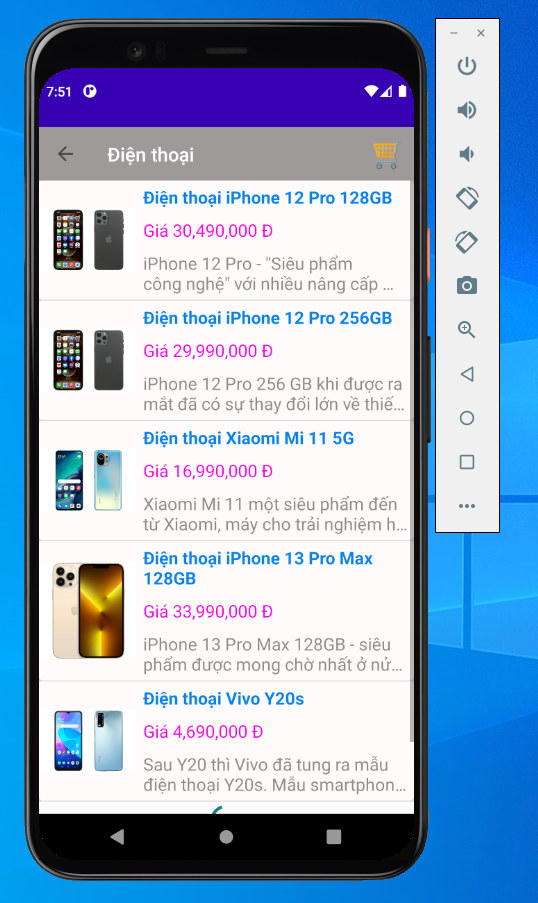 7:51
Điện thoại
Điện thoại iPhone 12 Pro 128GB
Giá 30,490,000 Đ
iPhone 12 Pro - "Siêu phẩm
công nghệ" với nhiều nâng cấp ...
Điện thoại iPhone 12 Pro 256GB
Giá 29,990,000 Đ
iPhone 12 Pro 256 GB khi được ra
mắt đã có sự thay đổi lớn về thiế...
Điện thoại Xiaomi Mi 11 5G
Giá 16,990,000 Đ
Xiaomi Mi 11 một siêu phẩm đến
từ Xiaomi, máy cho trải nghiệm h...
Điện thoại iPhone 13 Pro Max
128GB
Giá 33,990,000 Đ
iPhone 13 Pro Max 128GB - siêu
phẩm được mong chờ nhất ở nử...
Điện thoại Vivo Y20s
Giá 4,690,000 Đ
Sau Y20 thì Vivo đã tung ra mẫu
điện thoại Y20s. Mẫu smartphon...